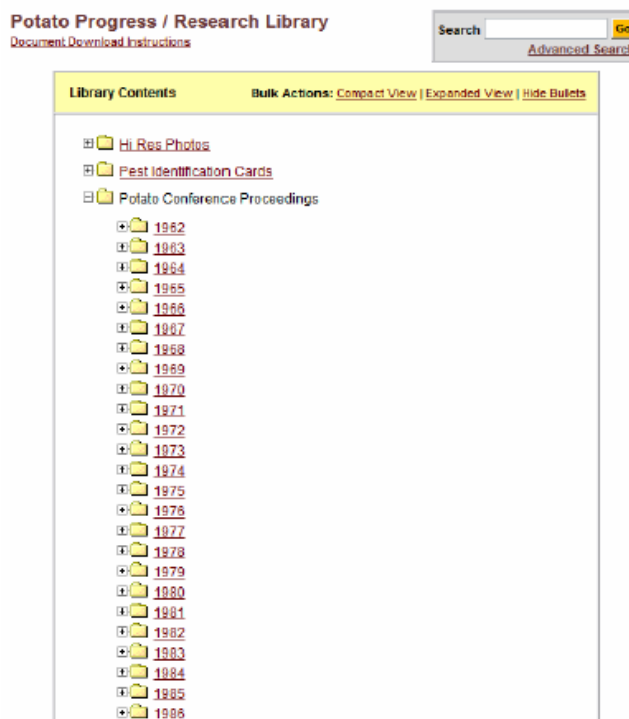 Potato Progress / Research Library
Document Download Instructions
Search
Go
Advanced Search
Library Contents Bulk Actions: Compact View | Expanded View | Hide Bullets
Hi Res Photos
Pest Identification Cards
Potato Conference Proceedings
1962
1963
1964
1965
1966
1967
1968
1969
1970
1971
1972
1973
1974
1975
1976
1977
1978
1979
1980
1981
1982
1983
1984
1985
1986